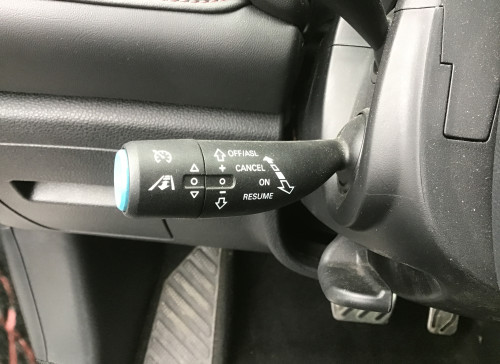 OFF/ASL
+ CANCEL
O O ON
− RESUME